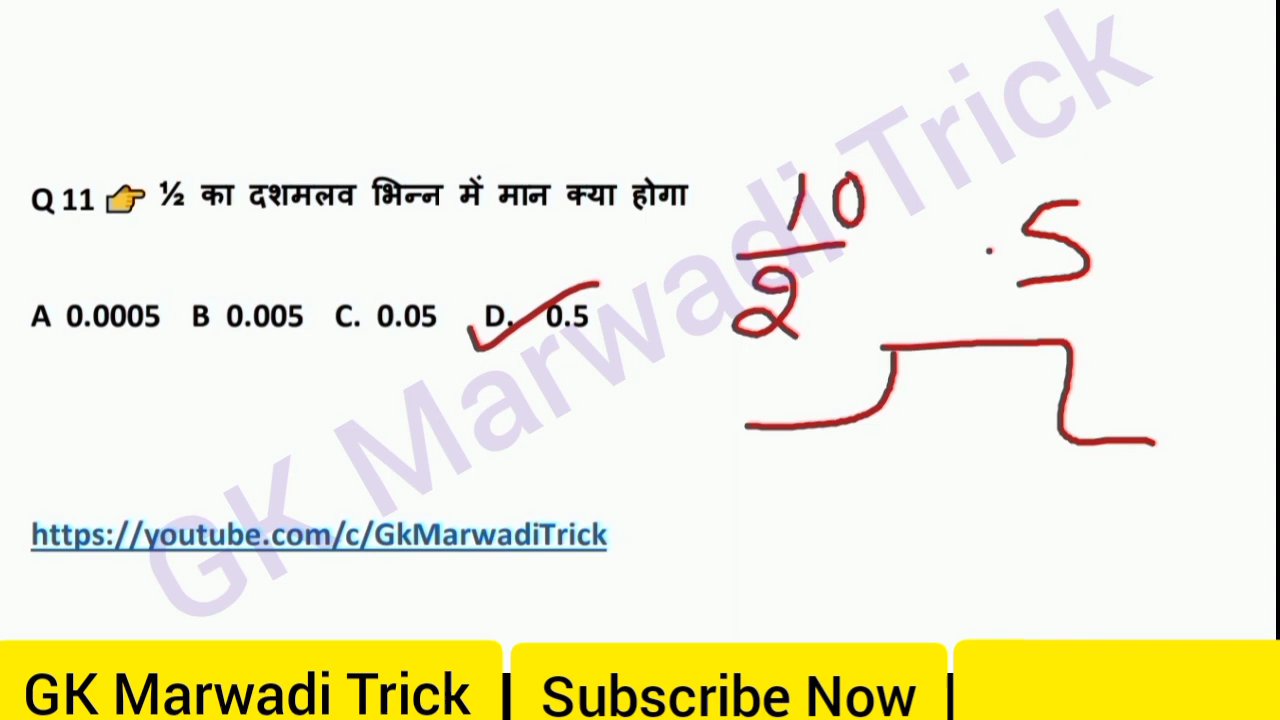 Q 11 👉 ½ का दशमलव भिन्न में मान क्या होगा
10
2
.5
A 0.0005 B 0.005 C. 0.05 D. 0.5
GK Marwadi Trick
https://youtube.com/c/GkMarwadiTrick
GK Marwadi Trick | Subscribe Now |